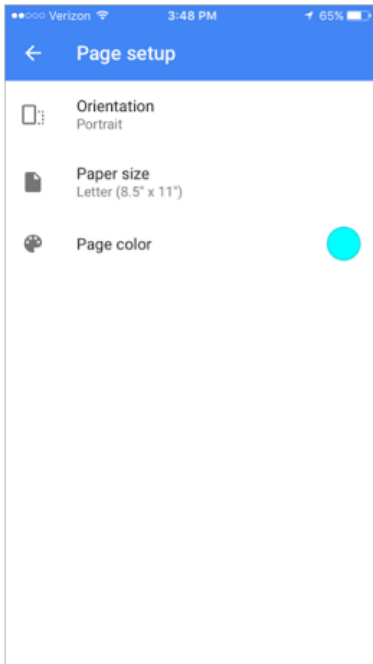 Verizon 3:48 PM 65%
Page setup
Orientation
Portrait
Paper size
Letter (8.5" x 11")
Page color